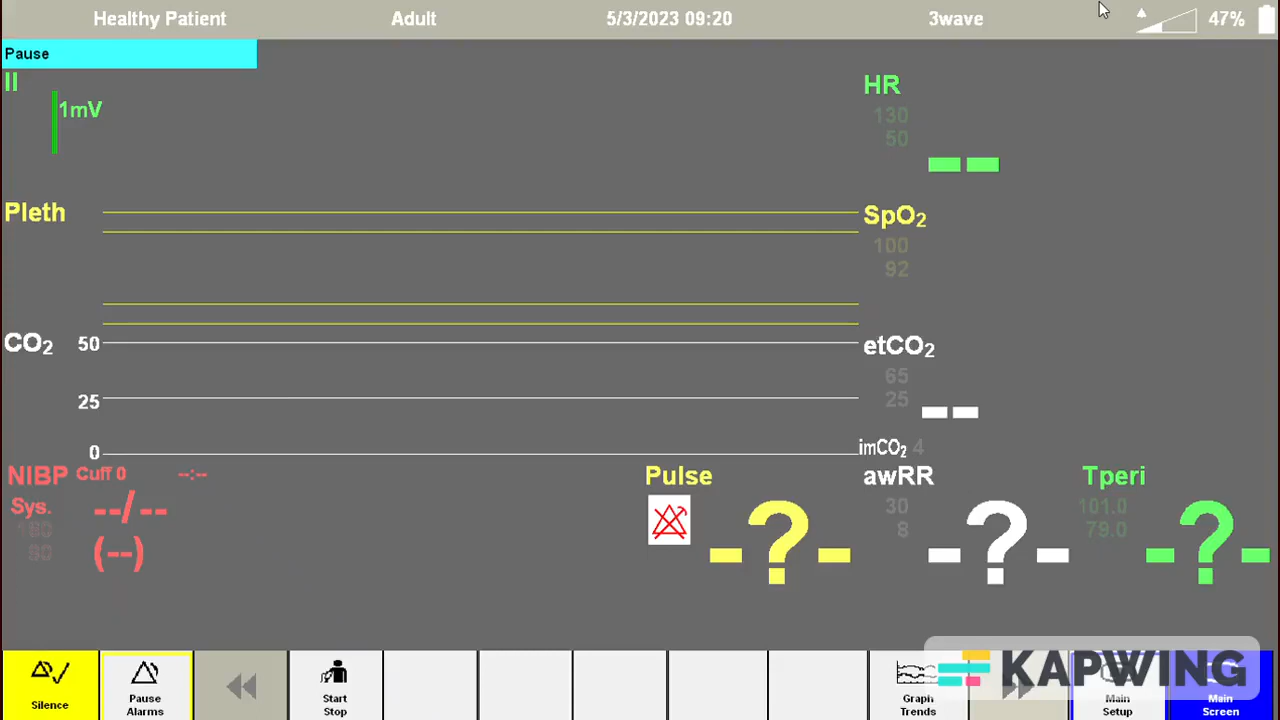 Healthy Patient Adult 5/3/2023 09:20 3wave 47%
Pause
II
1mV
HR
130
50
-- 
Pleth
SpO2
100
92
CO2 50
25
0
etCO2
65
25
--
imCO2 4
NIBP Cuff 0 --:--
Sys. --/--
180
90 (--)
Pulse
-?-
awRR
30
8
-?-
Tperi
101.0
79.0
-?-
Silence
Pause
Alarms
Start
Stop
Graph
Trends
Main
Setup
Main
Screen
KAPWING